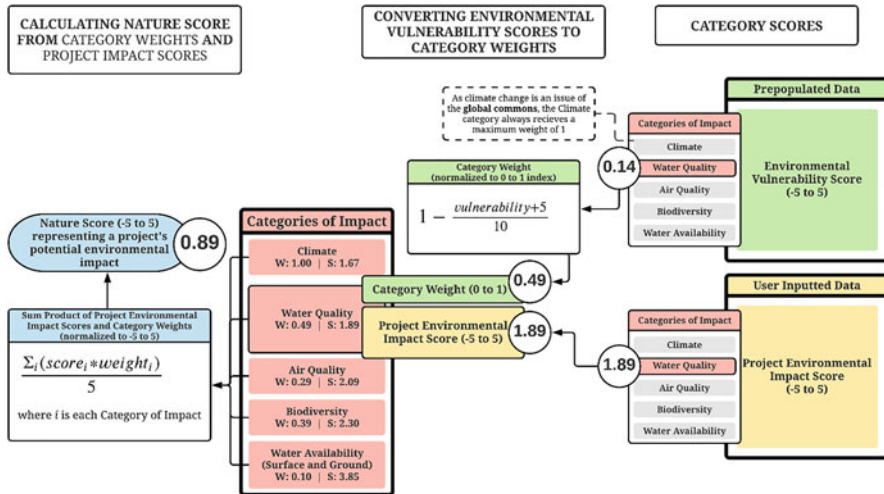 CALCULATING NATURE SCORE
FROM CATEGORY WEIGHTS AND
PROJECT IMPACT SCORES
CONVERTING ENVIRONMENTAL
VULNERABILITY SCORES TO
CATEGORY WEIGHTS
CATEGORY SCORES
As climate change is an issue of
the global commons, the Climate
category always recieves a
maximum weight of 1
Prepopulated Data
Categories of Impact
Climate
Water Quality
Air Quality
Biodiversity
Water Availability
0.14
Environmental
Vulnerability Score
(-5 to 5)
Category Weight
(normalized to 0 to 1 index)
1 − (vulnerability+5)/10
Nature Score (-5 to 5)
representing a project's
potential environmental
impact
0.89
Sum Product of Project Environmental
Impact Scores and Category Weights
(normalized to -5 to 5)
Σᵢ(scoreᵢ*weightᵢ)/5
where i is each Category of Impact
Categories of Impact
Climate
W: 1.00 | S: 1.67
Water Quality
W: 0.49 | S: 1.89
Air Quality
W: 0.29 | S: 2.09
Biodiversity
W: 0.39 | S: 2.30
Water Availability
(Surface and Ground)
W: 0.10 | S: 3.85
Category Weight (0 to 1)
0.49
Project Environmental
Impact Score (-5 to 5)
1.89
User Inputted Data
Categories of Impact
Climate
Water Quality
Air Quality
Biodiversity
Water Availability
1.89
Project Environmental
Impact Score
(-5 to 5)